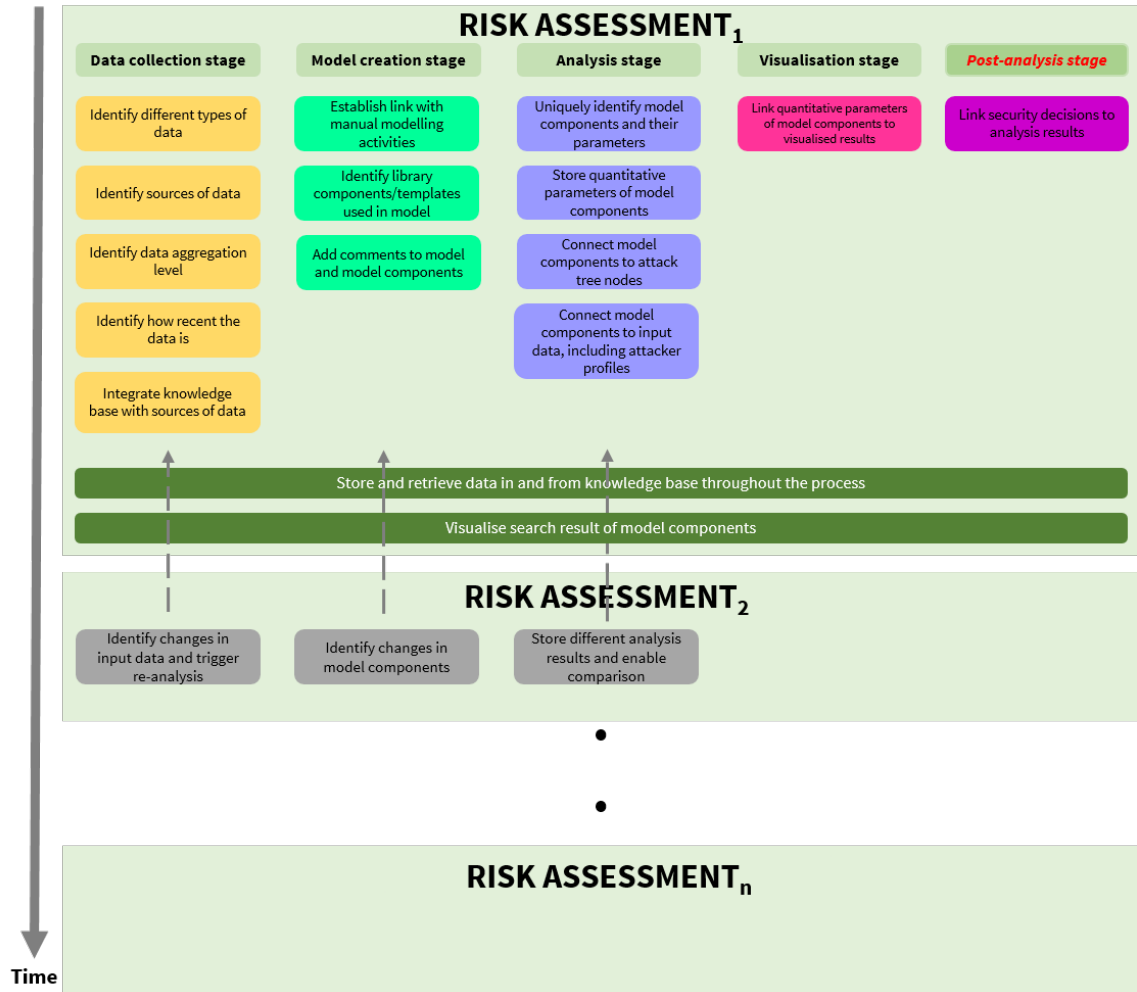 RISK ASSESSMENT1
Data collection stage
Model creation stage
Analysis stage
Visualisation stage
Post-analysis stage
Identify different types of
data
Identify sources of data
Identify data aggregation
level
Identify how recent the
data is
Integrate knowledge
base with sources of data
Establish link with
manual modelling
activities
Identify library
components/templates
used in model
Add comments to model
and model components
Uniquely identify model
components and their
parameters
Store quantitative
parameters of model
components
Connect model
components to attack
tree nodes
Connect model
components to input
data, including attacker
profiles
Link quantitative parameters
of model components to
visualised results
Link security decisions to
analysis results
Store and retrieve data in and from knowledge base throughout the process
Visualise search result of model components
RISK ASSESSMENT2
Identify changes in
input data and trigger
re-analysis
Identify changes in
model components
Store different analysis
results and enable
comparison
RISK ASSESSMENTn
Time